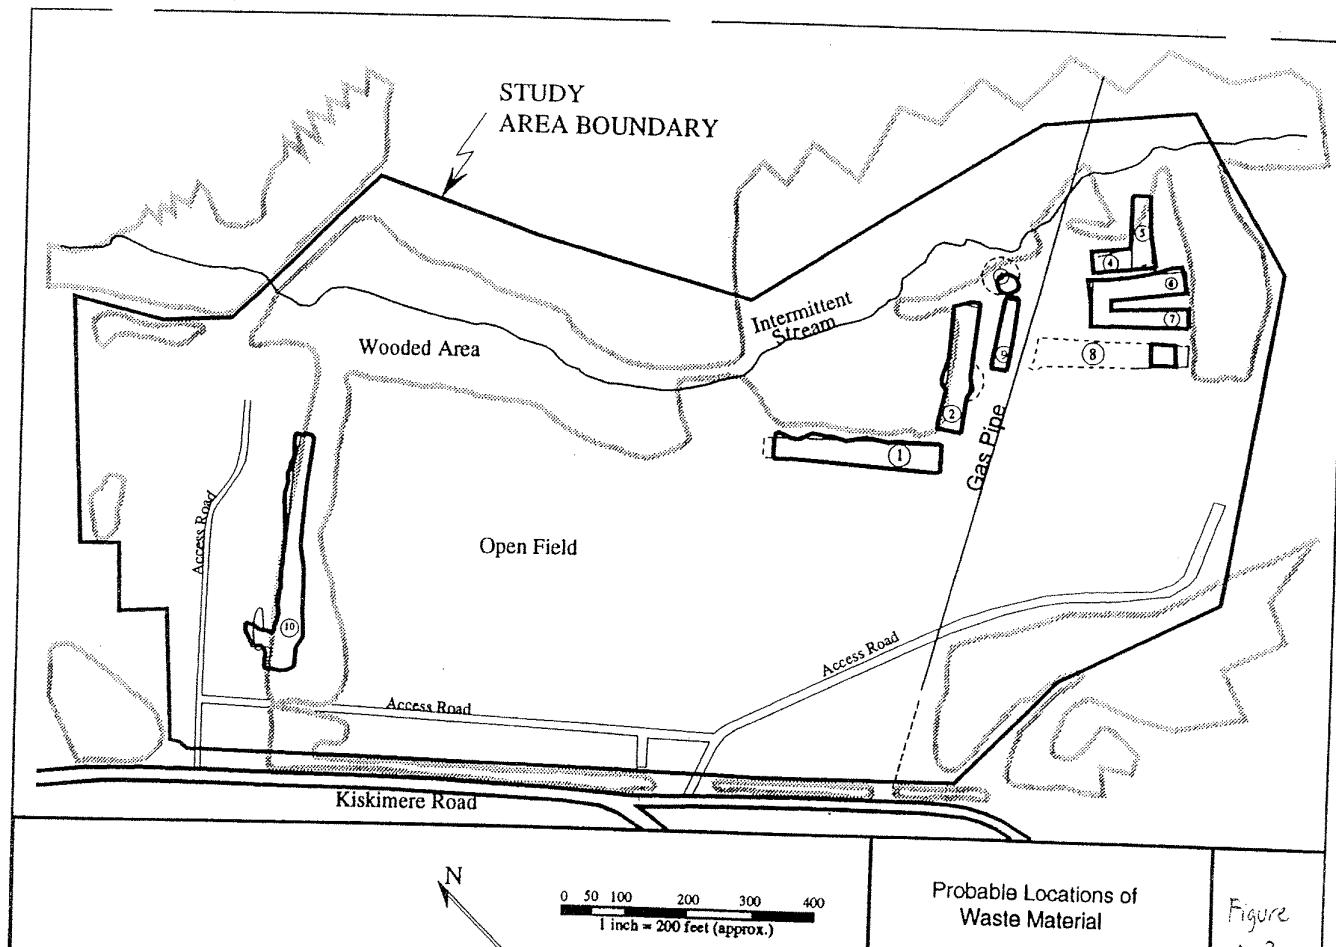 STUDY
AREA BOUNDARY
Intermittent
Stream
Wooded Area
5
4
6
7
8
9
2
1
Gas Pipe
Access Road
Open Field
10
Access Road
Access Road
Kiskimere Road
N
0 50 100 200 300 400
1 inch = 200 feet (approx.)
Probable Locations of
Waste Material
Figure